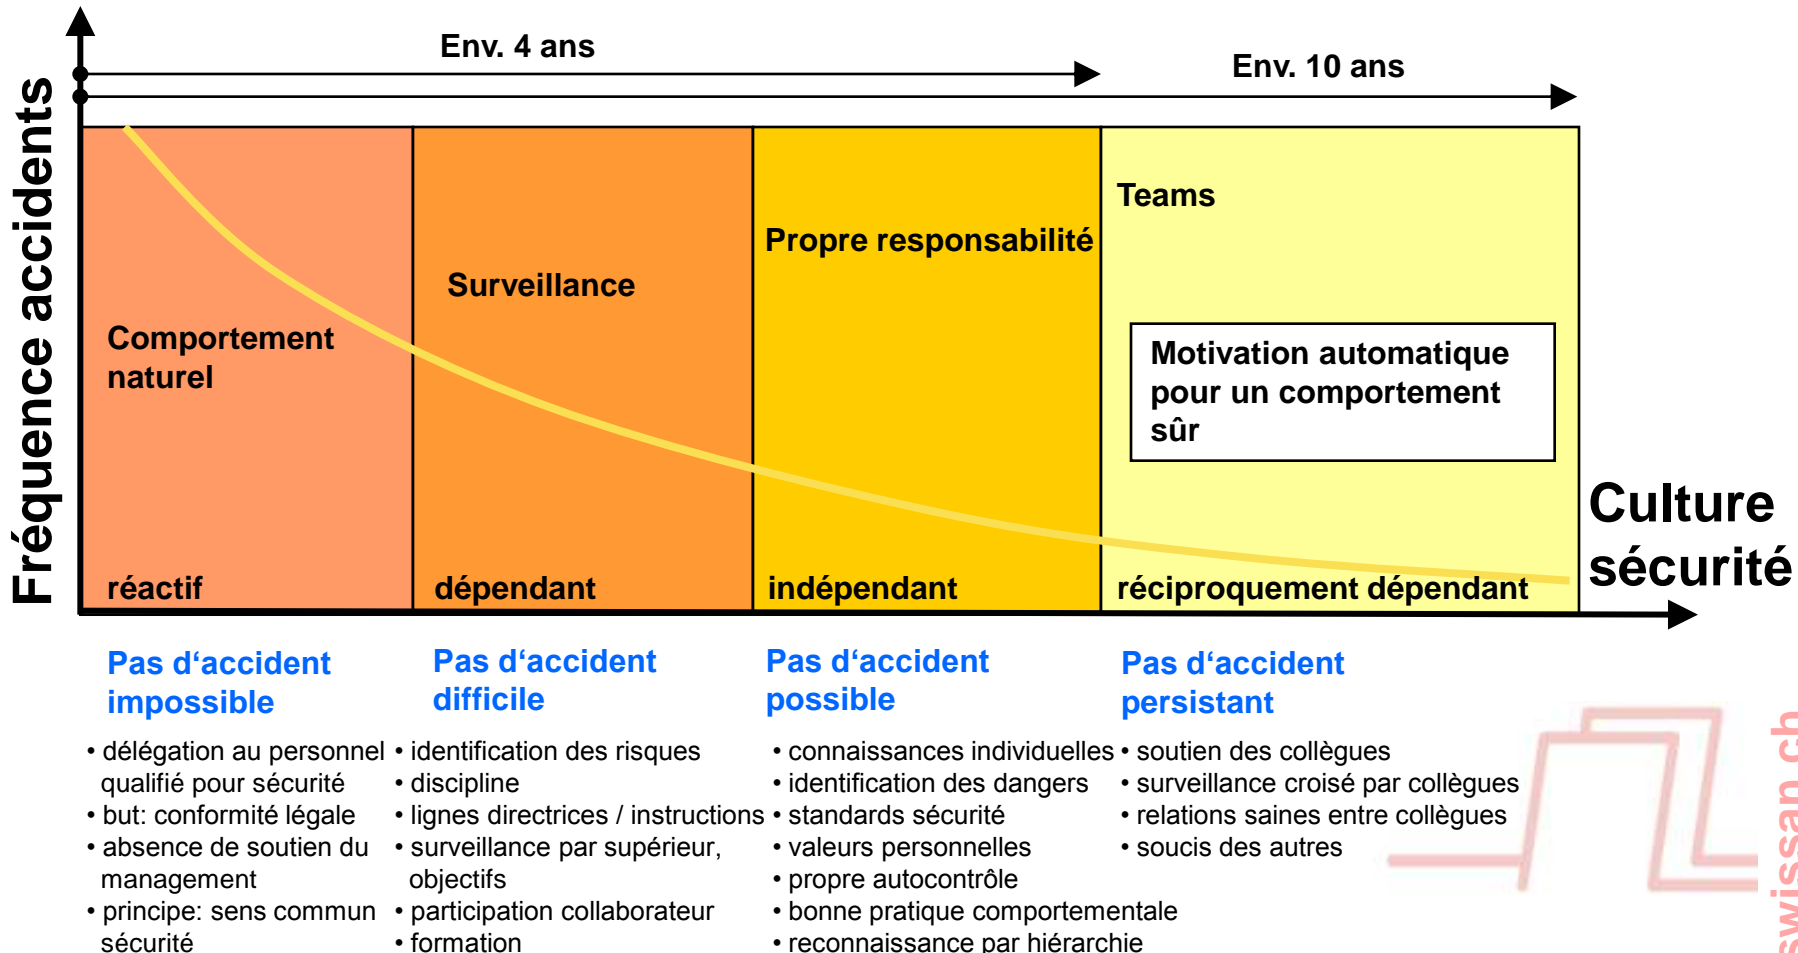 Env. 4 ans
Env. 10 ans
Fréquence accidents
Comportement
naturel
réactif
Surveillance
dépendant
Propre responsabilité
indépendant
Teams
Motivation automatique
pour un comportement
sûr
réciproquement dépendant
Culture
sécurité
Pas d‘accident
impossible
• délégation au personnel
qualifié pour sécurité
• but: conformité légale
• absence de soutien du
management
• principe: sens commun
sécurité
Pas d‘accident
difficile
• identification des risques
• discipline
• lignes directrices / instructions
• surveillance par supérieur,
objectifs
• participation collaborateur
• formation
Pas d‘accident
possible
• connaissances individuelles
• identification des dangers
• standards sécurité
• valeurs personnelles
• propre autocontrôle
• bonne pratique comportementale
• reconnaissance par hiérarchie
Pas d‘accident
persistant
• soutien des collègues
• surveillance croisé par collègues
• relations saines entre collègues
• soucis des autres
swissan.ch